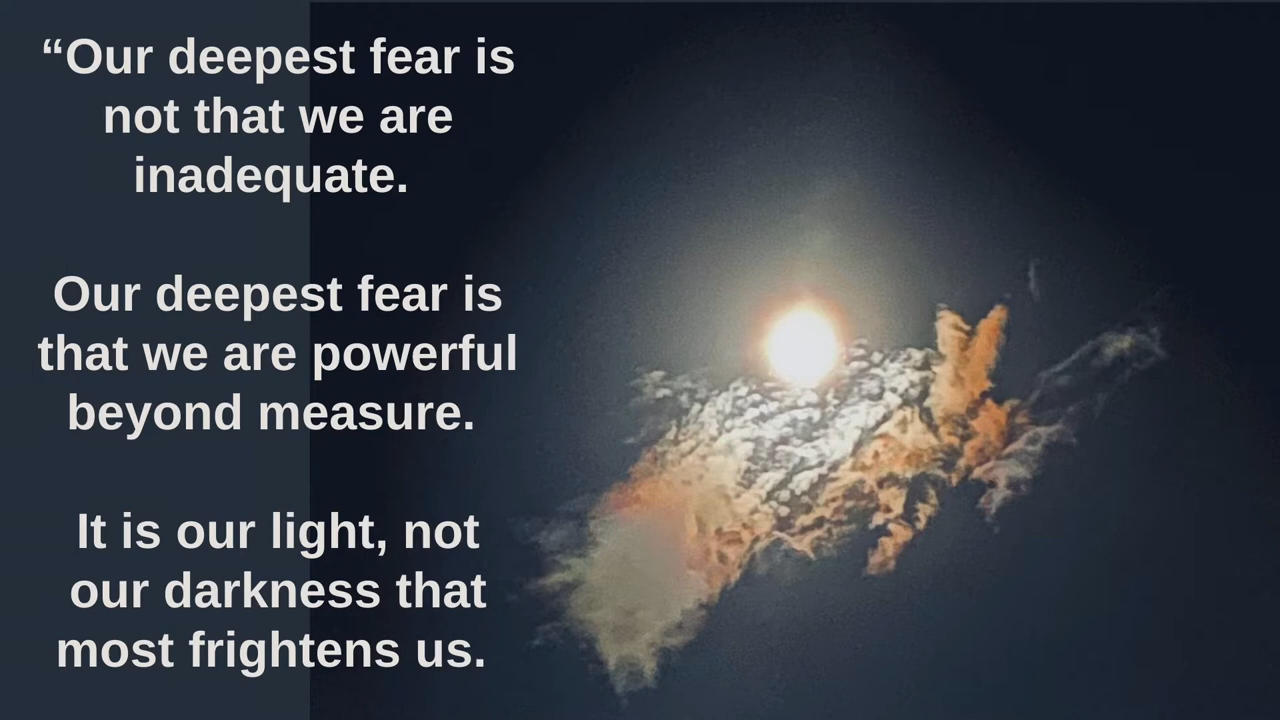 “Our deepest fear is
not that we are
inadequate.
Our deepest fear is
that we are powerful
beyond measure.
It is our light, not
our darkness that
most frightens us.